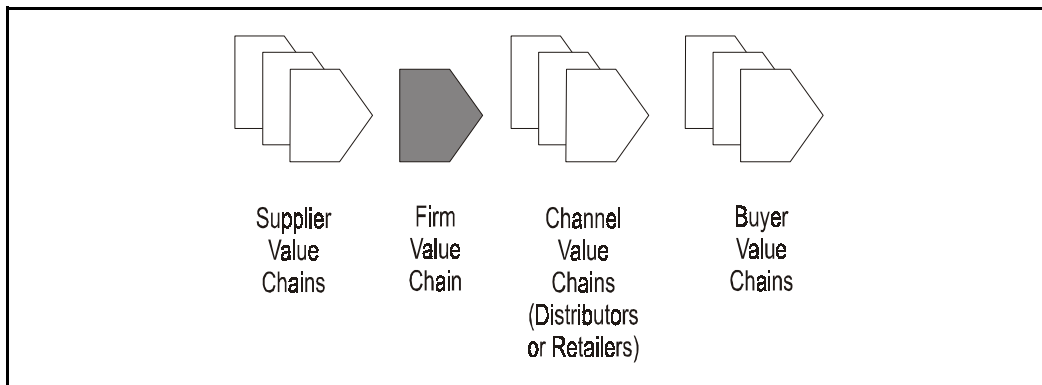 Supplier
Value
Chains
Firm
Value
Chain
Channel
Value
Chains
(Distributors
or Retailers)
Buyer
Value
Chains